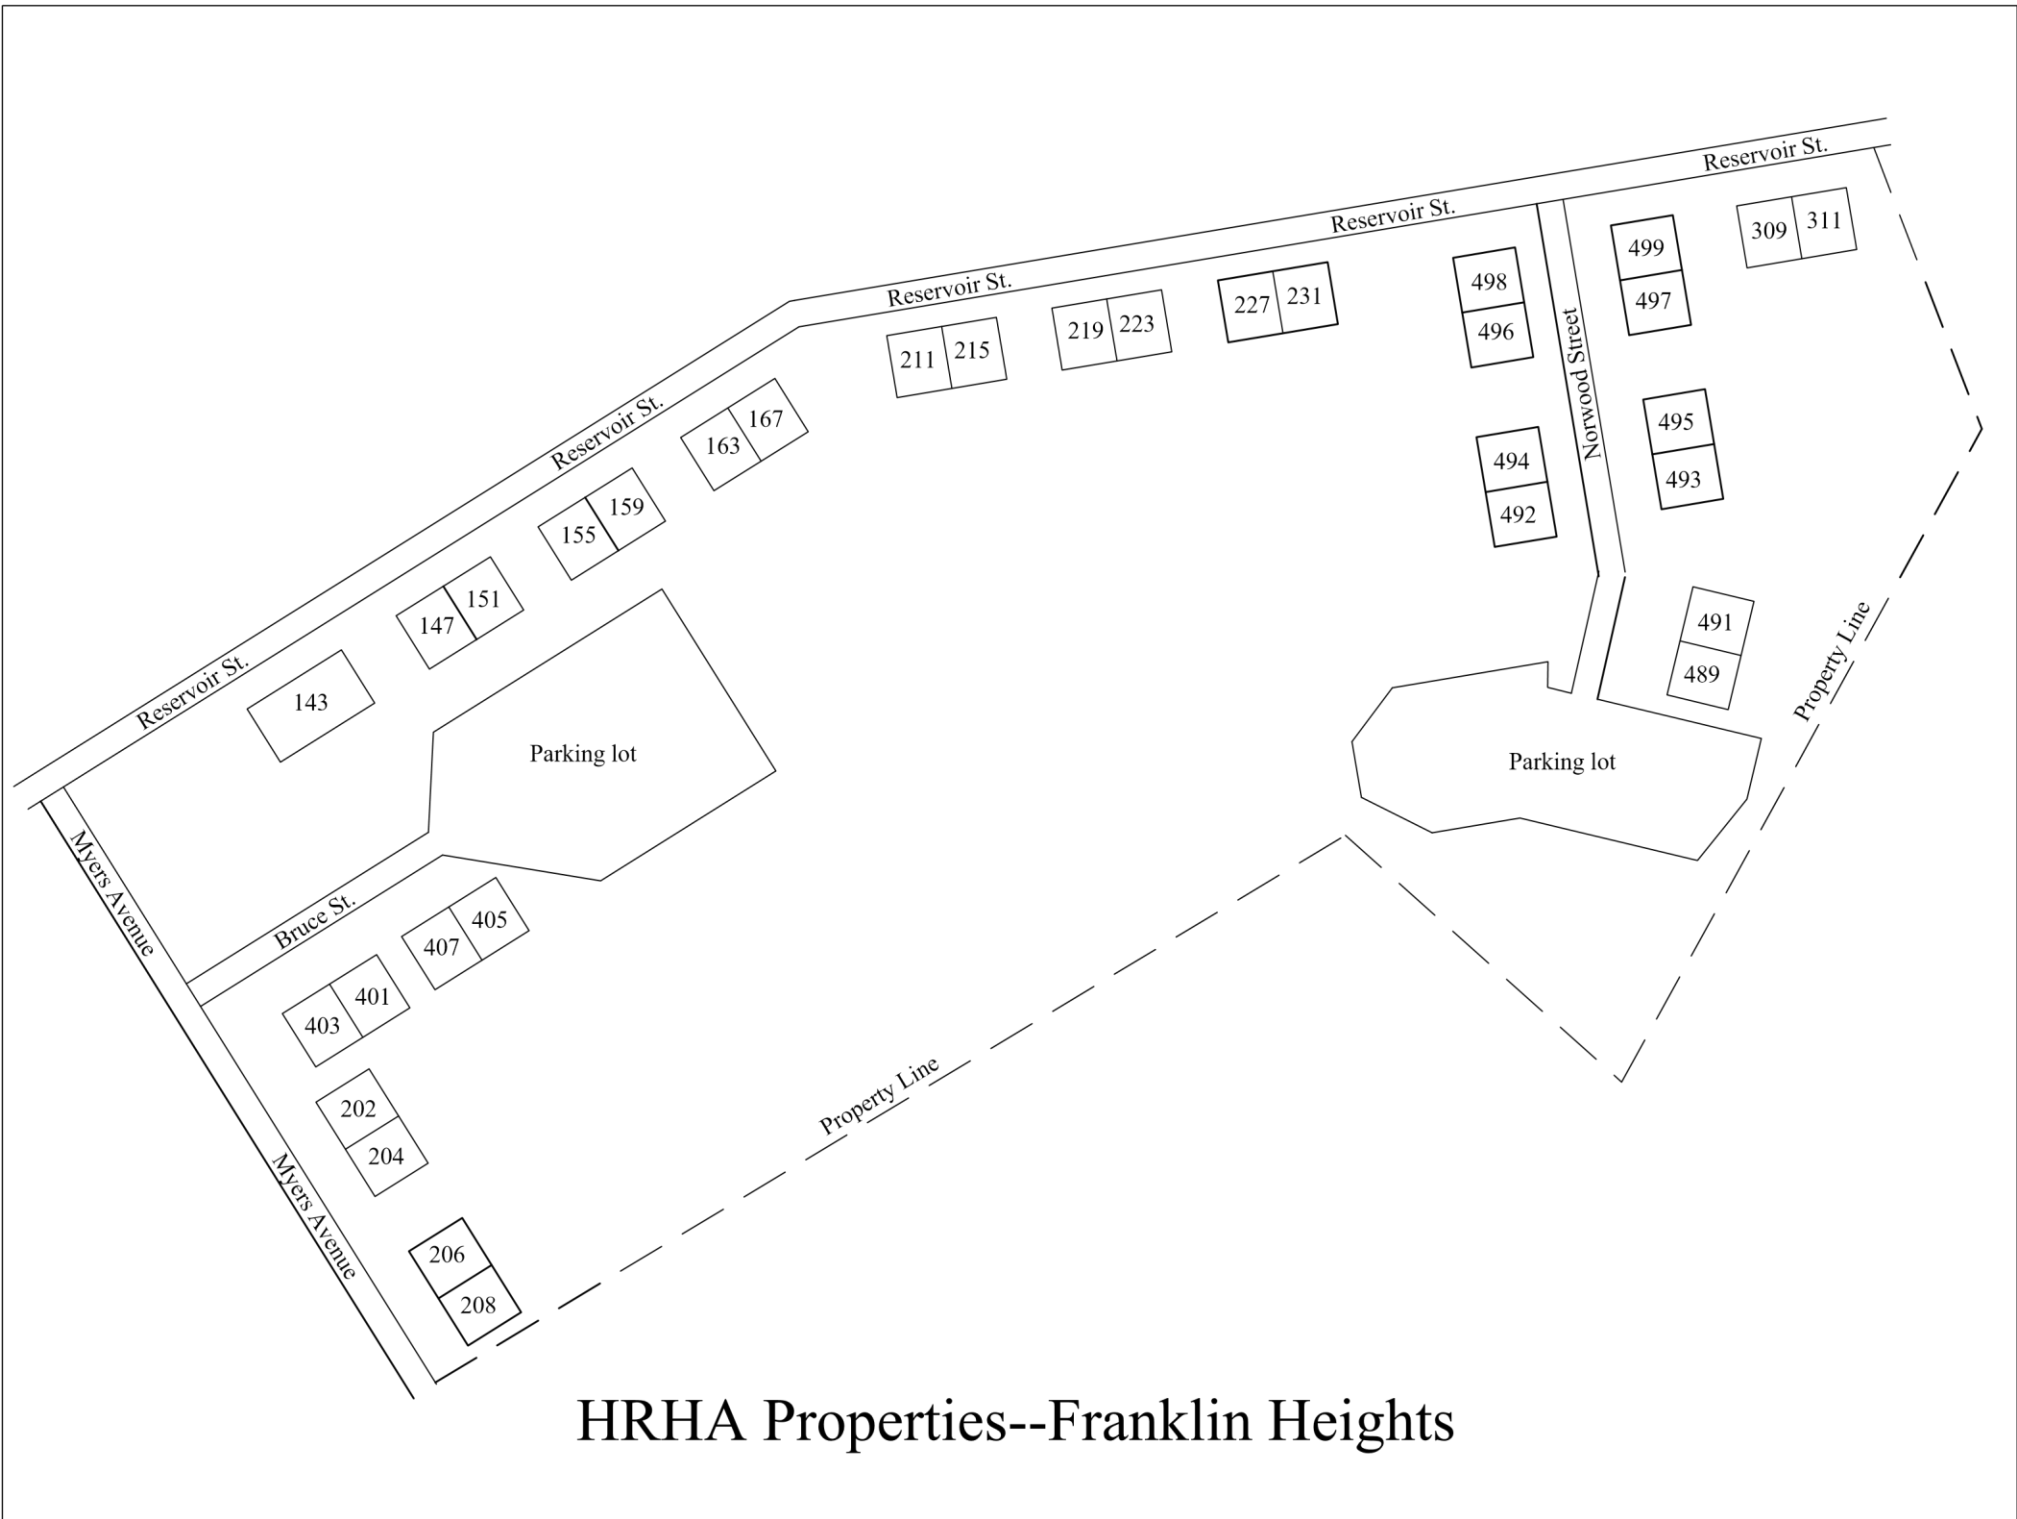 Reservoir St.
309
311
499
497
Reservoir St.
498
496
Norwood Street
Reservoir St.
227
231
219
223
211
215
495
493
494
492
Reservoir St.
163
167
155
159
147
151
491
489
Reservoir St.
143
Property Line
Parking lot
Parking lot
Myers Avenue
Bruce St.
407
405
403
401
202
204
Property Line
Myers Avenue
206
208
HRHA Properties--Franklin Heights